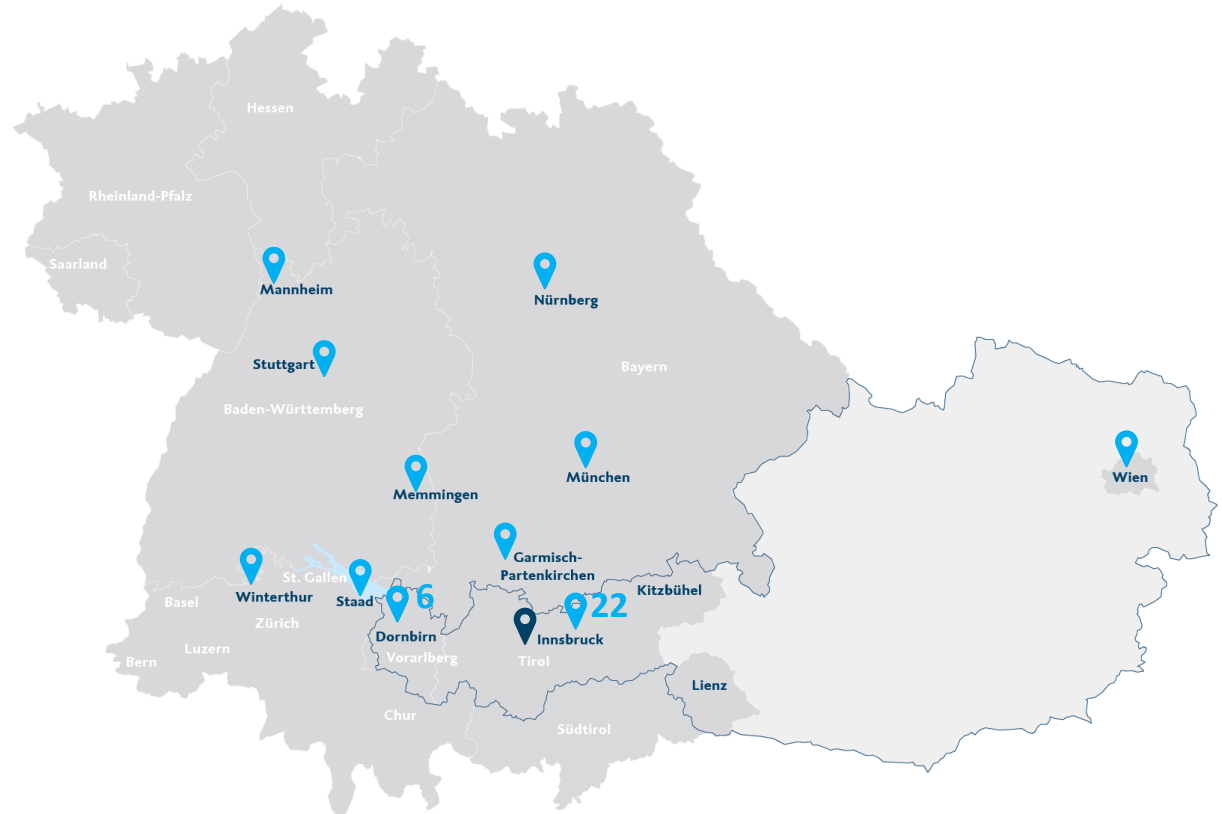 Hessen
Rheinland-Pfalz
Saarland
Mannheim
Nürnberg
Stuttgart
Bayern
Baden-Württemberg
München
Wien
Memmingen
Garmisch-
Partenkirchen
St. Gallen
Kitzbühel
Winterthur
Staad
6
22
Basel
Zürich
Dornbirn
Innsbruck
Luzern
Bern
Vorarlberg
Tirol
Lienz
Chur
Südtirol